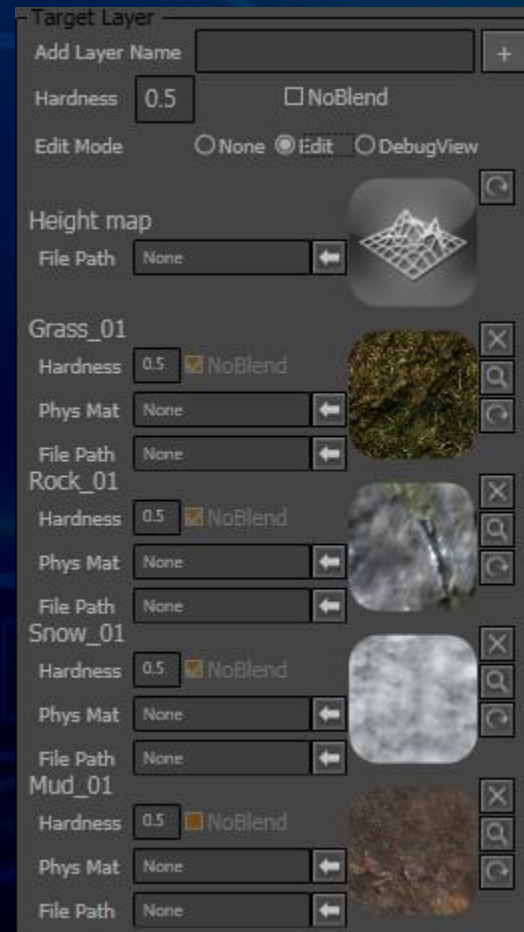 Target Layer
Add Layer Name +
Hardness 0.5 NoBlend
Edit Mode None Edit DebugView
Height map
File Path None
Grass_01
Hardness 0.5 NoBlend
Phys Mat None
File Path None
Rock_01
Hardness 0.5 NoBlend
Phys Mat None
File Path None
Snow_01
Hardness 0.5 NoBlend
Phys Mat None
File Path None
Mud_01
Hardness 0.5 NoBlend
Phys Mat None
File Path None